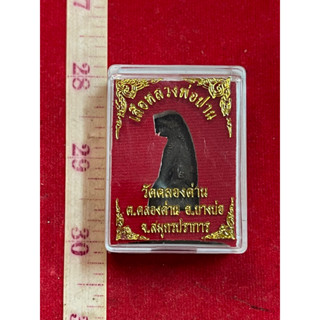 เสือหลวงพ่อปาน
วัดคลองด่าน
ต.คลองด่าน อ.บางบ่อ
จ.สมุทรปราการ
27
28
29
30